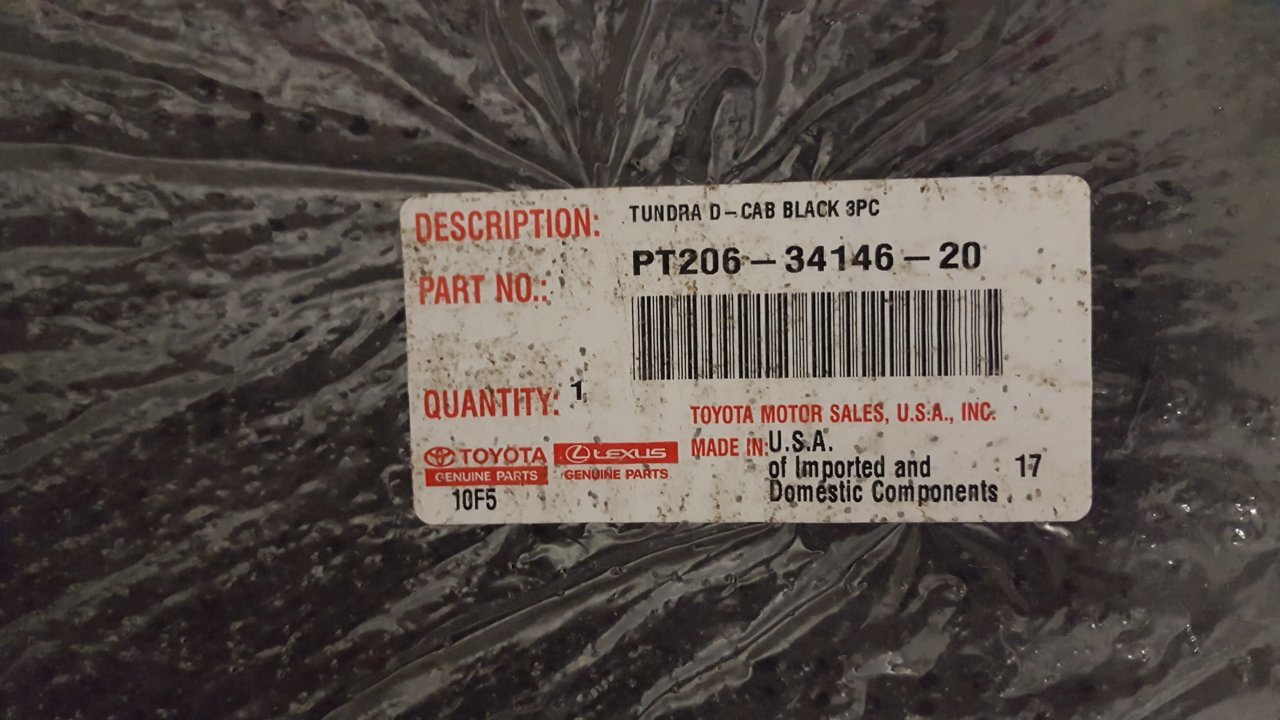 DESCRIPTION: TUNDRA D-CAB BLACK 3PC
PART NO.: PT206-34146-20
QUANTITY: 1
TOYOTA MOTOR SALES, U.S.A., INC.
MADE IN: U.S.A.
of Imported and
Domestic Components
17
TOYOTA
GENUINE PARTS
LEXUS
GENUINE PARTS
10F5